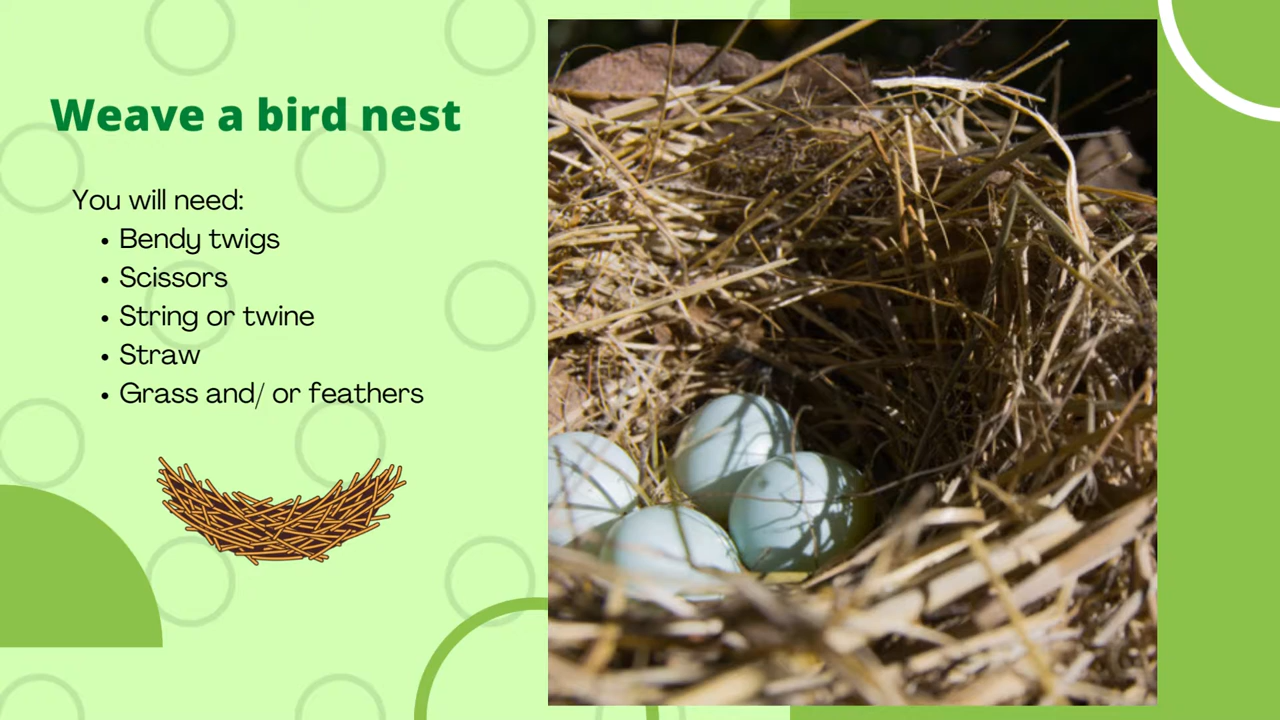 Weave a bird nest
You will need:
• Bendy twigs
• Scissors
• String or twine
• Straw
• Grass and/ or feathers